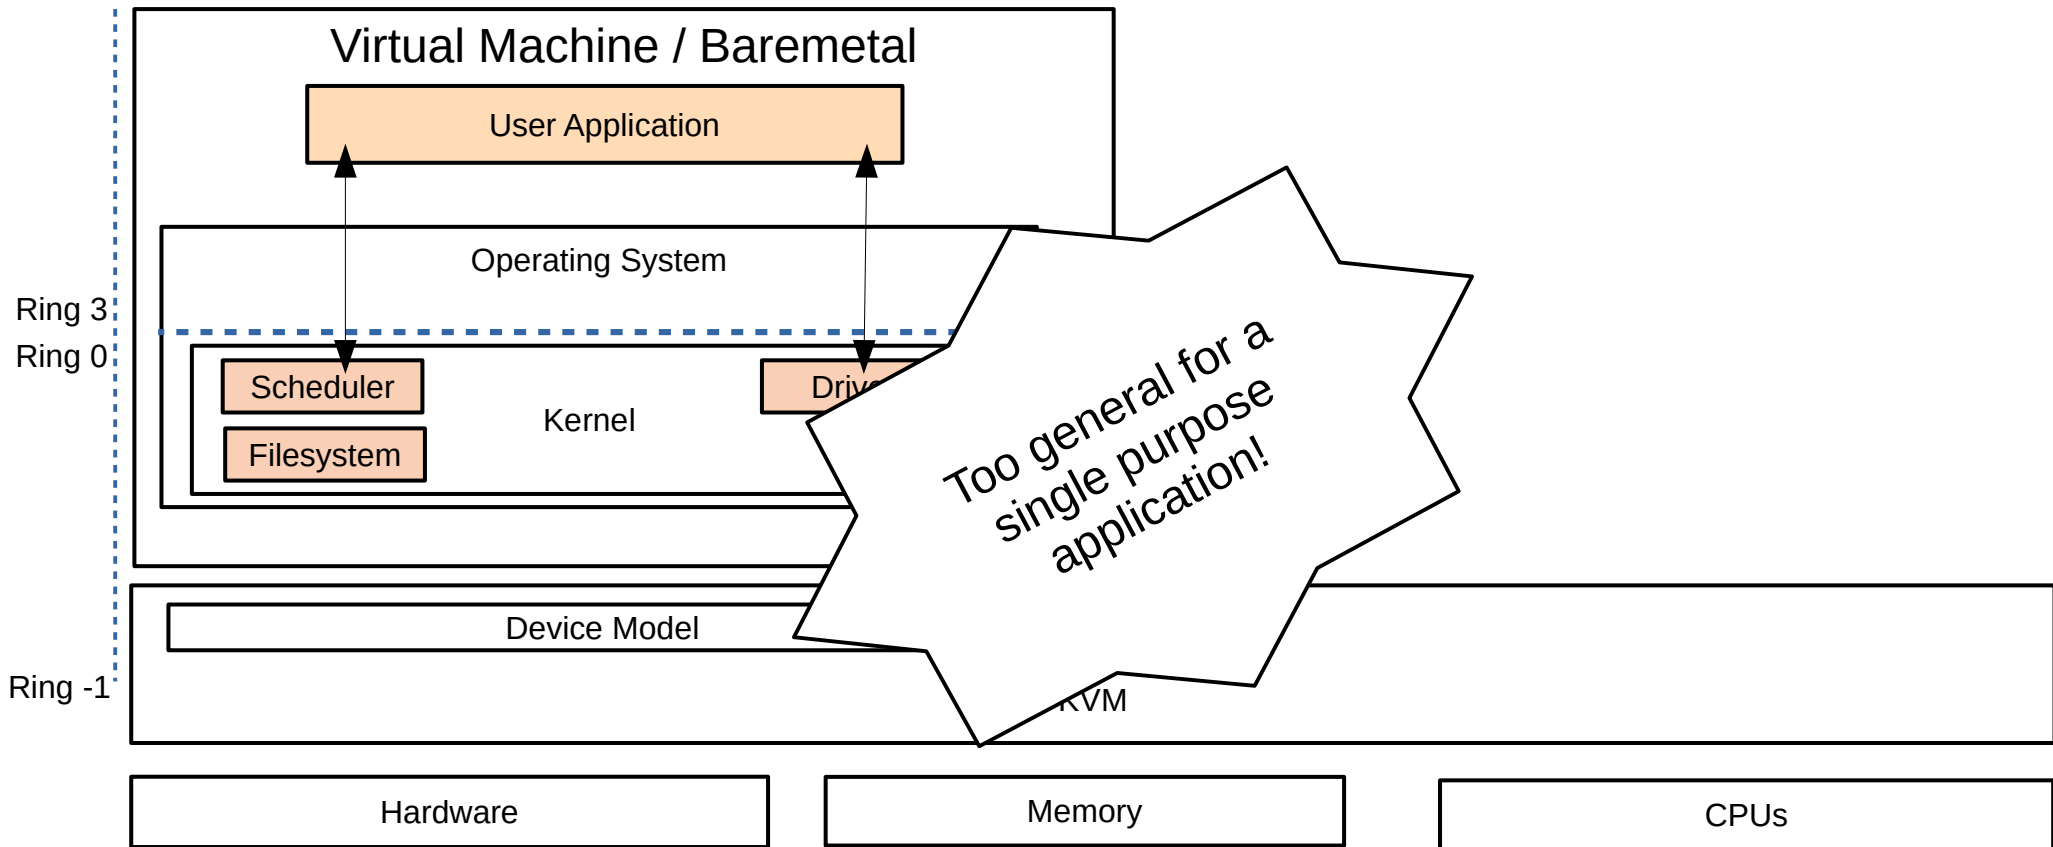 Virtual Machine / Baremetal
User Application
Operating System
Ring 3
Ring 0
Scheduler
Kernel
Filesystem
Too general for a
single purpose
application!
Device Model
Ring -1
KVM
Hardware
Memory
CPUs